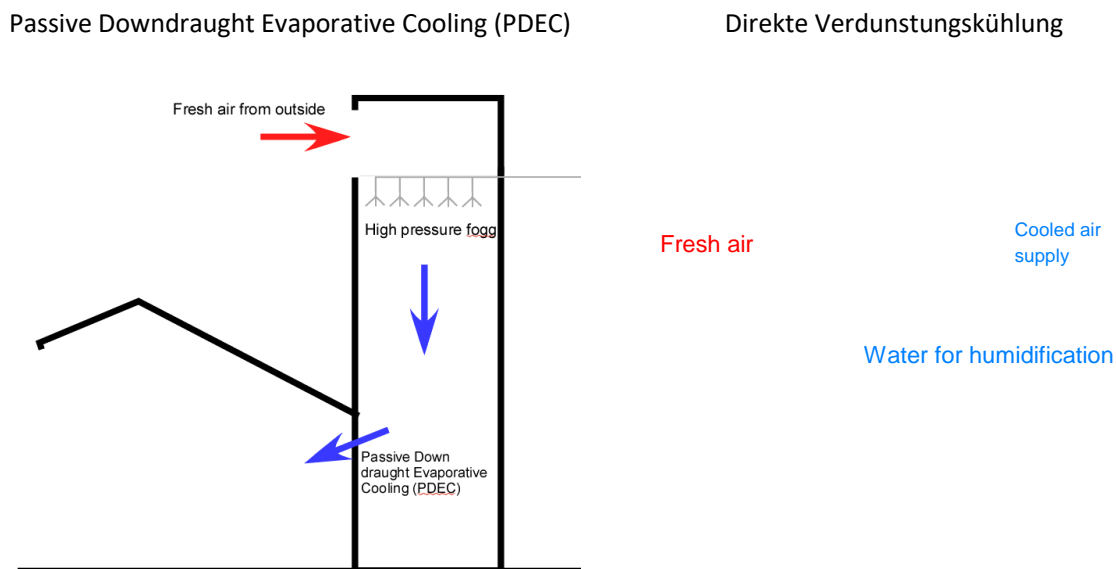 Passive Downdraught Evaporative Cooling (PDEC)
Direkte Verdunstungskühlung
Fresh air from outside
High pressure fogg
Passive Down
draught Evaporative
Cooling (PDEC)
Fresh air
Cooled air
supply
Water for humidification